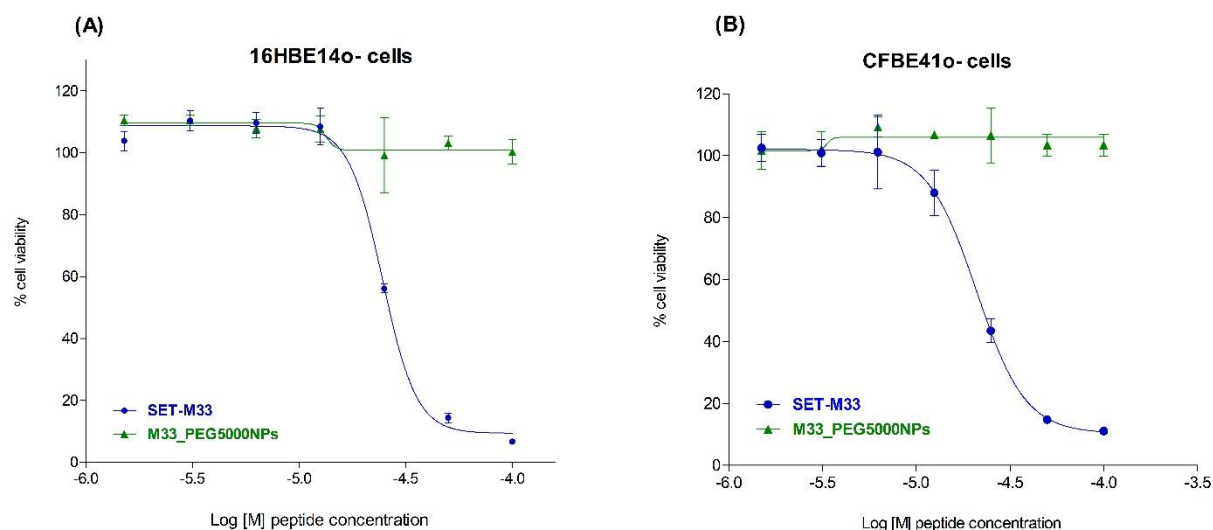 (A)
16HBE14o- cells
120
100
80
60
40
20
0
% cell viability
SET-M33
M33_PEG5000NPs
-6.0 -5.5 -5.0 -4.5 -4.0
Log [M] peptide concentration
(B)
CFBE41o- cells
120
100
80
60
40
20
0
% cell viability
SET-M33
M33_PEG5000NPs
-6.0 -5.5 -5.0 -4.5 -4.0 -3.5
Log [M] peptide concentration